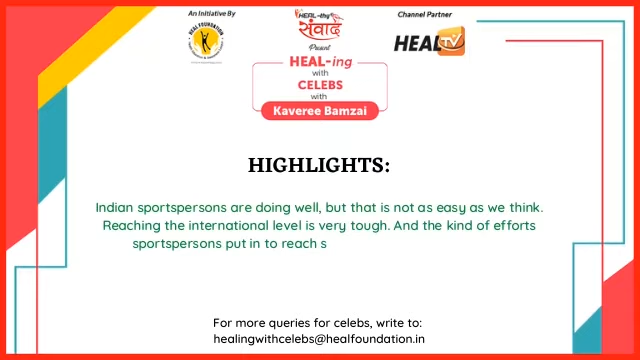 An Initiative By
HEAL FOUNDATION
HEAL-thy
संवाद
Present
Channel Partner
HEAL TV
HEAL-ing
with
CELEBS
with
Kaveree Bamzai
HIGHLIGHTS:
Indian sportspersons are doing well, but that is not as easy as we think.
Reaching the international level is very tough. And the kind of efforts
sportspersons put in to reach s
For more queries for celebs, write to:
healingwithcelebs@healfoundation.in